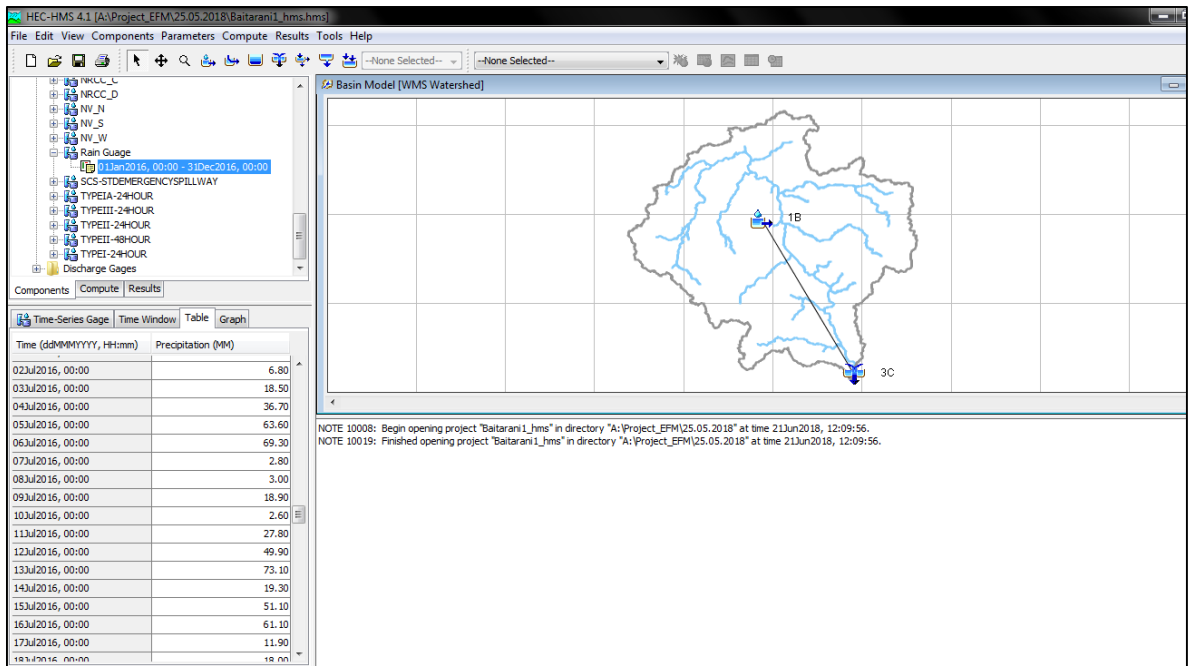 HEC-HMS 4.1 [A:\Project_EFM\25.05.2018\Baitarani1_hms.hms]
File Edit View Components Parameters Compute Results Tools Help
--None Selected-- --None Selected--
NRCC_C
NRCC_D
NV_N
NV_S
NV_W
Rain Guage
01Jan2016, 00:00 - 31Dec2016, 00:00
SCS-STDEMERGENCYSPILLWAY
TYPEIA-24HOUR
TYPEIII-24HOUR
TYPEII-24HOUR
TYPEII-48HOUR
TYPEI-24HOUR
Discharge Gages
Components Compute Results
Time-Series Gage Time Window Table Graph
Time (ddMMMYYYY, HH:mm) Precipitation (MM)
02Jul2016, 00:00 6.80
03Jul2016, 00:00 18.50
04Jul2016, 00:00 36.70
05Jul2016, 00:00 63.60
06Jul2016, 00:00 69.30
07Jul2016, 00:00 2.80
08Jul2016, 00:00 3.00
09Jul2016, 00:00 18.90
10Jul2016, 00:00 2.60
11Jul2016, 00:00 27.80
12Jul2016, 00:00 49.90
13Jul2016, 00:00 73.10
14Jul2016, 00:00 19.30
15Jul2016, 00:00 51.10
16Jul2016, 00:00 61.10
17Jul2016, 00:00 11.90
18Jul2016, 00:00 18.00
Basin Model [WMS Watershed]
1B
3C
NOTE 10008: Begin opening project "Baitarani1_hms" in directory "A:\Project_EFM\25.05.2018" at time 21Jun2018, 12:09:56.
NOTE 10019: Finished opening project "Baitarani1_hms" in directory "A:\Project_EFM\25.05.2018" at time 21Jun2018, 12:09:56.